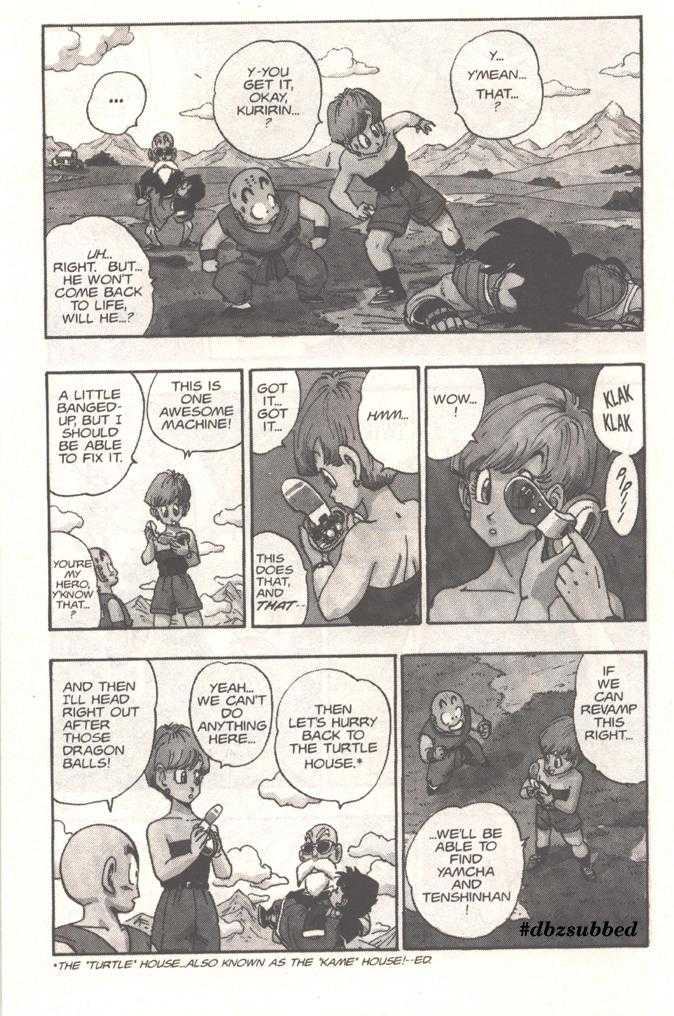 Y...
Y'MEAN...
THAT...
?
Y-YOU
GET IT,
OKAY,
KURIRIN...
?
...
UH...
RIGHT. BUT...
HE WON'T
COME BACK
TO LIFE,
WILL HE...?
KLAK
KLAK
PIPIII
WOW...
!
HMM...
GOT
IT...
GOT
IT...
THIS
DOES
THAT,
AND
THAT--
THIS IS
ONE
AWESOME
MACHINE!
A LITTLE
BANGED-
UP, BUT I
SHOULD
BE ABLE
TO FIX IT.
YOU'RE
MY
HERO,
Y'KNOW
THAT...
?
IF
WE
CAN
REVAMP
THIS
RIGHT...
...WE'LL BE
ABLE TO
FIND
YAMCHA
AND
TENSHINHAN
!
THEN
LET'S HURRY
BACK TO
THE TURTLE
HOUSE.*
YEAH...
WE CAN'T
DO
ANYTHING
HERE...
AND THEN
I'LL HEAD
RIGHT OUT
AFTER
THOSE
DRAGON
BALLS!
#dbzsubbed
*THE "TURTLE" HOUSE...ALSO KNOWN AS THE "KAME" HOUSE!--ED.